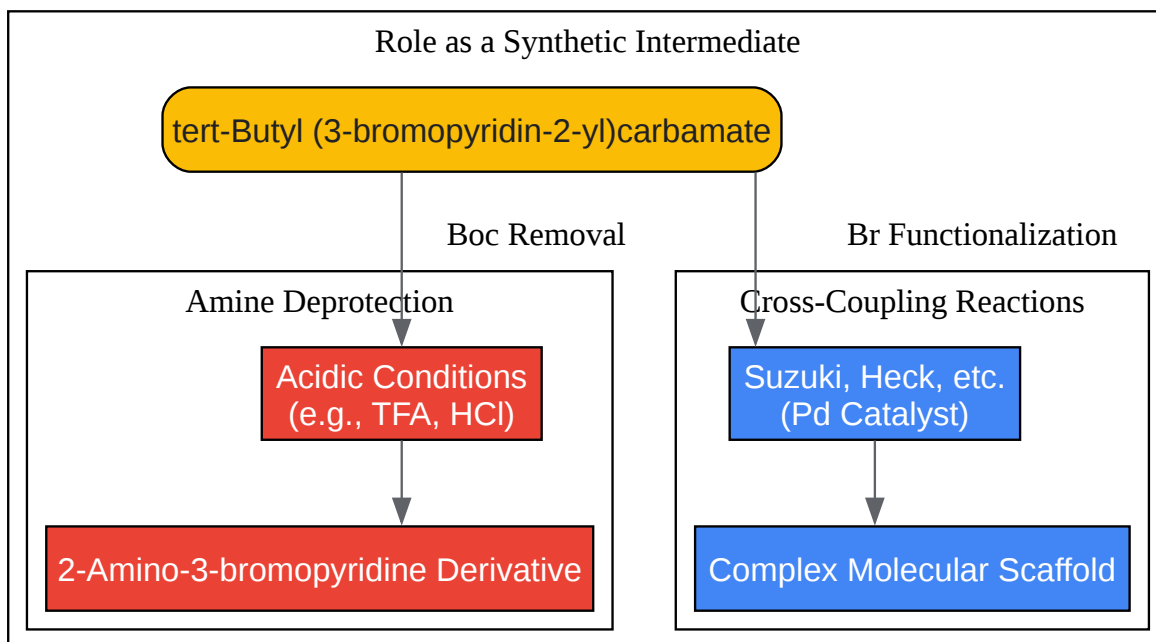 Role as a Synthetic Intermediate
tert-Butyl (3-bromopyridin-2-yl)carbamate
Boc Removal
Br Functionalization
Amine Deprotection
Acidic Conditions
(e.g., TFA, HCl)
2-Amino-3-bromopyridine Derivative
Cross-Coupling Reactions
Suzuki, Heck, etc.
(Pd Catalyst)
Complex Molecular Scaffold